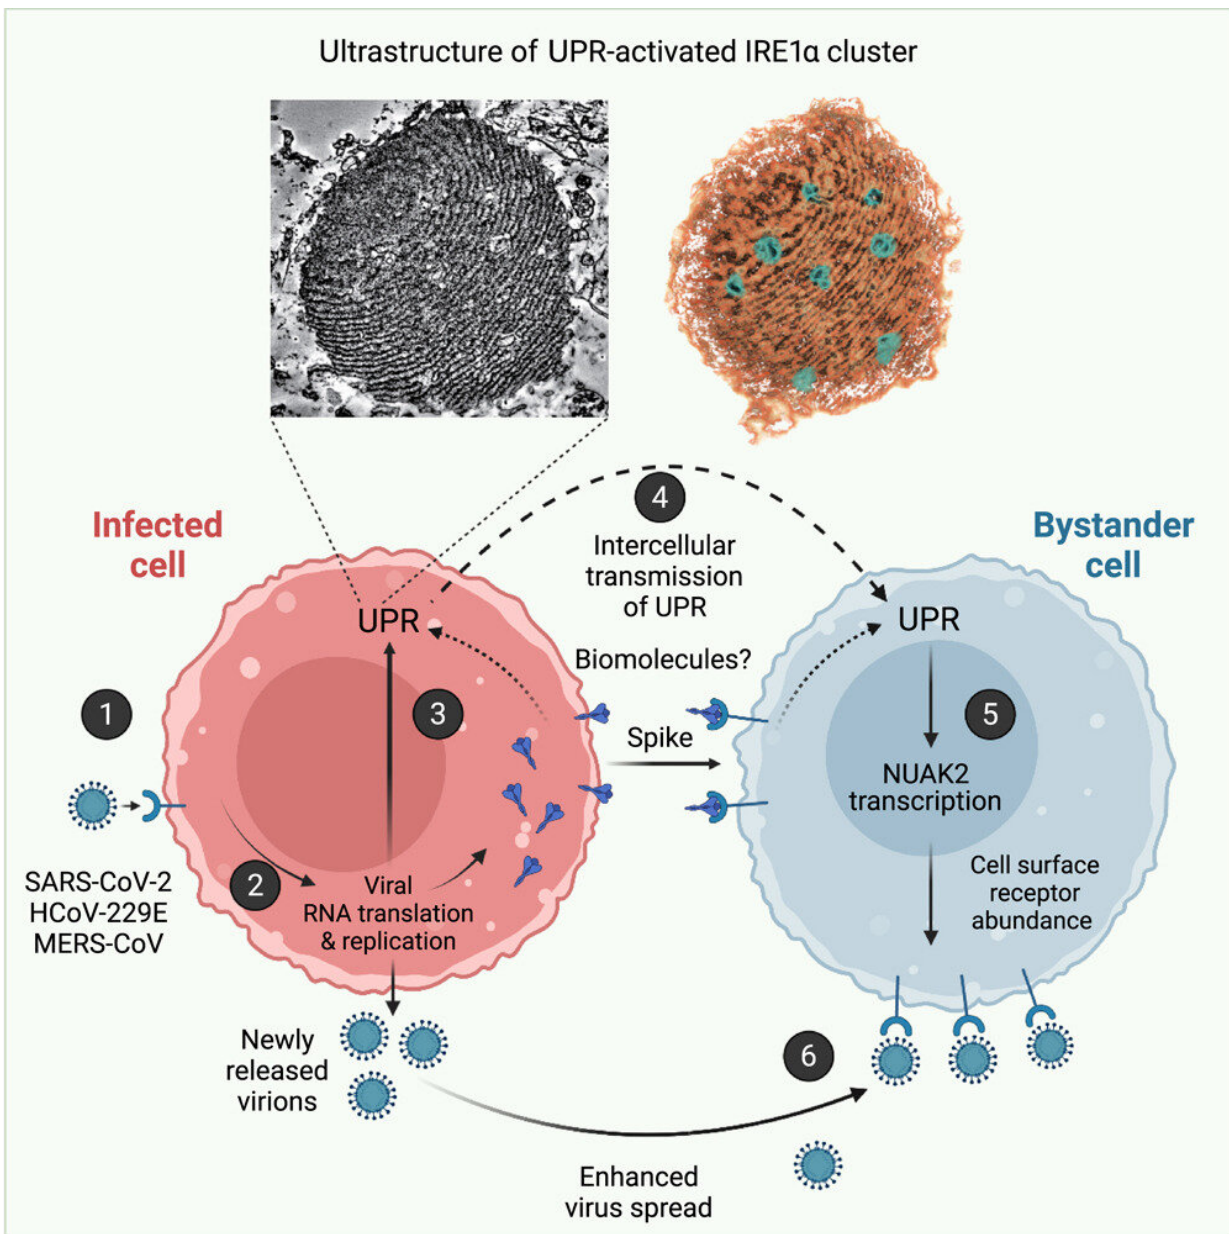 Ultrastructure of UPR-activated IRE1α cluster
Infected
cell
4
Intercellular
transmission
of UPR
Bystander
cell
UPR
UPR
Biomolecules?
1
3
Spike
5
NUAK2
transcription
SARS-CoV-2
HCoV-229E
MERS-CoV
2
Viral
RNA translation
& replication
Cell surface
receptor
abundance
Newly
released
virions
6
Enhanced
virus spread